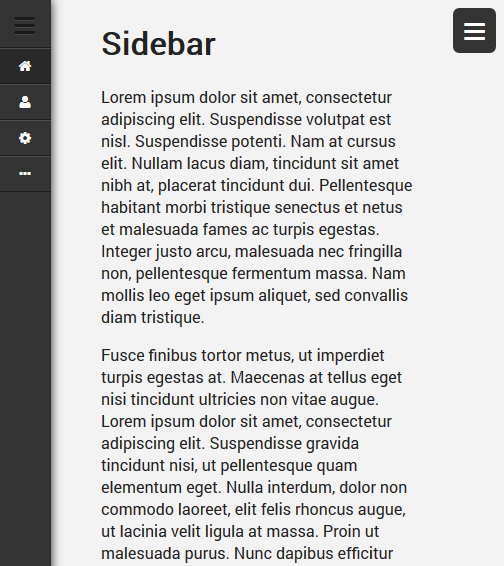 Sidebar
Lorem ipsum dolor sit amet, consectetur
adipiscing elit. Suspendisse volutpat est
nisl. Suspendisse potenti. Nam at cursus
elit. Nullam lacus diam, tincidunt sit amet
nibh at, placerat tincidunt dui. Pellentesque
habitant morbi tristique senectus et netus
et malesuada fames ac turpis egestas.
Integer justo arcu, malesuada nec fringilla
non, pellentesque fermentum massa. Nam
mollis leo eget ipsum aliquet, sed convallis
diam tristique.
Fusce finibus tortor metus, ut imperdiet
turpis egestas at. Maecenas at tellus eget
nisi tincidunt ultricies non vitae augue.
Lorem ipsum dolor sit amet, consectetur
adipiscing elit. Suspendisse gravida
tincidunt nisi, ut pellentesque quam
elementum eget. Nulla interdum, dolor non
commodo laoreet, elit felis rhoncus augue,
ut lacinia velit ligula at massa. Proin ut
malesuada purus. Nunc dapibus efficitur